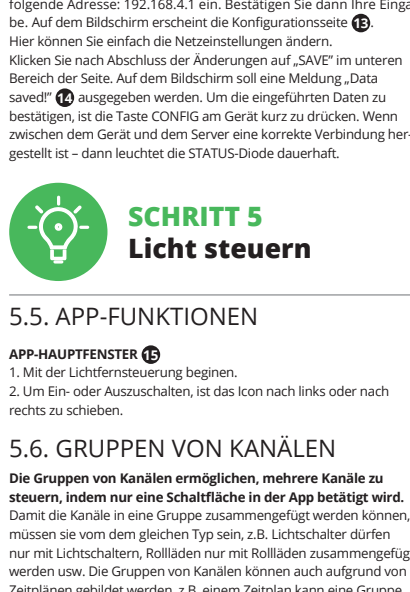 folgende Adresse: 192.168.4.1 ein. Bestätigen Sie dann Ihre Einga
be. Auf dem Bildschirm erscheint die Konfigurationsseite 13.
Hier können Sie einfach die Netzeinstellungen ändern.
Klicken Sie nach Abschluss der Änderungen auf „SAVE" im unteren
Bereich der Seite. Auf dem Bildschirm soll eine Meldung „Data
saved!" 14 ausgegeben werden. Um die eingeführten Daten zu
bestätigen, ist die Taste CONFIG am Gerät kurz zu drücken. Wenn
zwischen dem Gerät und dem Server eine korrekte Verbindung her-
gestellt ist – dann leuchtet die STATUS-Diode dauerhaft.
SCHRITT 5
Licht steuern
5.5. APP-FUNKTIONEN
APP-HAUPTFENSTER 15
1. Mit der Lichtfernsteuerung beginen.
2. Um Ein- oder Auszuschalten, ist das Icon nach links oder nach
rechts zu schieben.
5.6. GRUPPEN VON KANÄLEN
Die Gruppen von Kanälen ermöglichen, mehrere Kanäle zu
steuern, indem nur eine Schaltfläche in der App betätigt wird.
Damit die Kanäle in eine Gruppe zusammengefügt werden können,
müssen sie vom dem gleichen Typ sein, z.B. Lichtschalter dürfen
nur mit Lichtschaltern, Rollläden nur mit Rollläden zusammengefüg
werden usw. Die Gruppen von Kanälen können auch aufgrund von
Zeitplänen gebildet werden, z.B. einem Zeitplan kann eine Gruppe